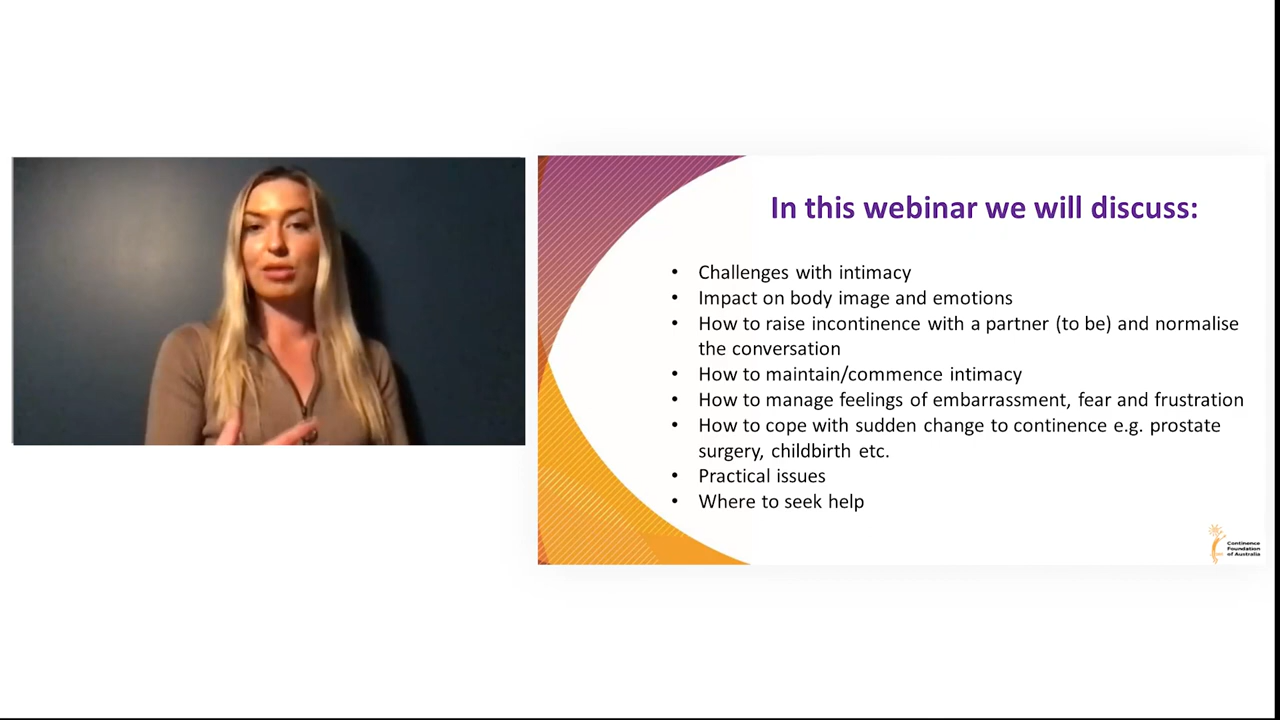 In this webinar we will discuss:
• Challenges with intimacy
• Impact on body image and emotions
• How to raise incontinence with a partner (to be) and normalise
the conversation
• How to maintain/commence intimacy
• How to manage feelings of embarrassment, fear and frustration
• How to cope with sudden change to continence e.g. prostate
surgery, childbirth etc.
• Practical issues
• Where to seek help
Continence
Foundation
of Australia